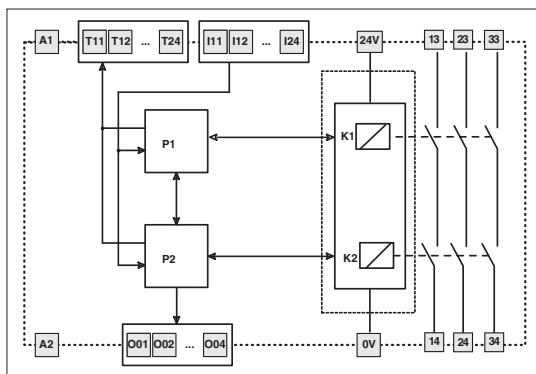 A1 T11 T12 ... T24 I11 I12 ... I24 24V 13 23 33
P1 K1
P2 K2
A2 O01 O02 ... O04 0V 14 24 34